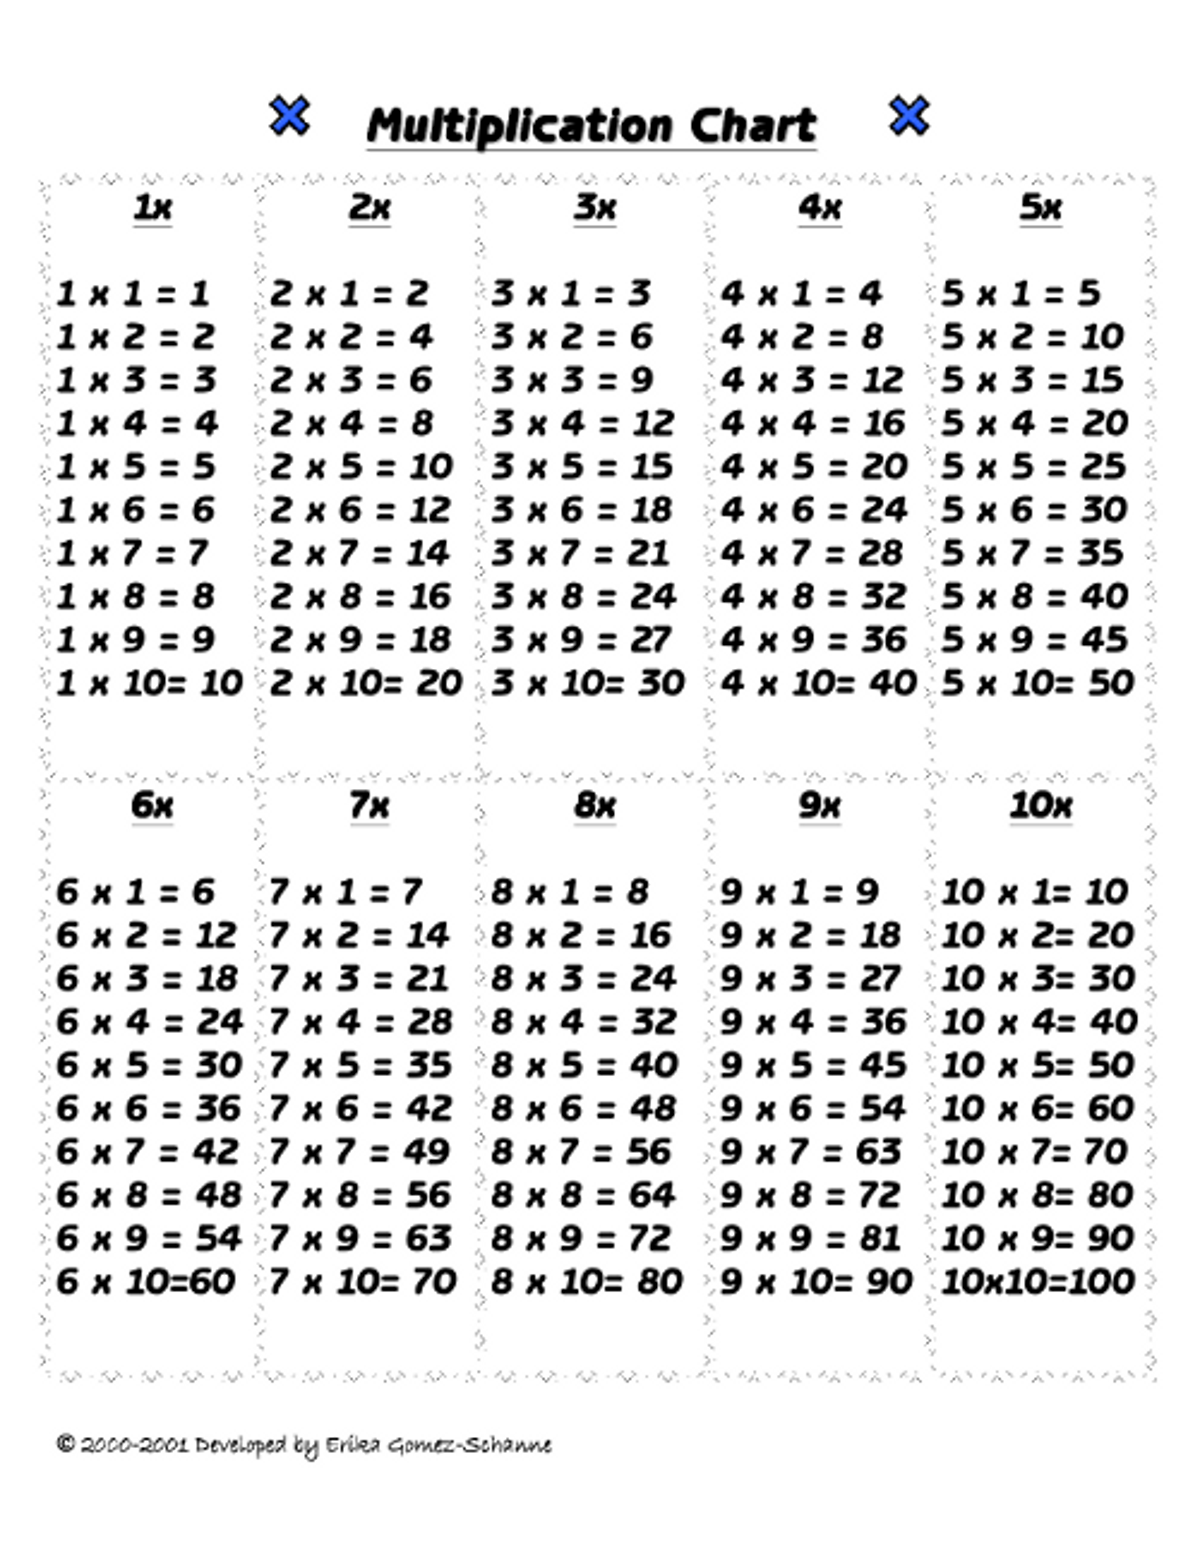 Multiplication Chart
1x
1 x 1 = 1
1 x 2 = 2
1 x 3 = 3
1 x 4 = 4
1 x 5 = 5
1 x 6 = 6
1 x 7 = 7
1 x 8 = 8
1 x 9 = 9
1 x 10= 10
2x
2 x 1 = 2
2 x 2 = 4
2 x 3 = 6
2 x 4 = 8
2 x 5 = 10
2 x 6 = 12
2 x 7 = 14
2 x 8 = 16
2 x 9 = 18
2 x 10= 20
3x
3 x 1 = 3
3 x 2 = 6
3 x 3 = 9
3 x 4 = 12
3 x 5 = 15
3 x 6 = 18
3 x 7 = 21
3 x 8 = 24
3 x 9 = 27
3 x 10= 30
4x
4 x 1 = 4
4 x 2 = 8
4 x 3 = 12
4 x 4 = 16
4 x 5 = 20
4 x 6 = 24
4 x 7 = 28
4 x 8 = 32
4 x 9 = 36
4 x 10= 40
5x
5 x 1 = 5
5 x 2 = 10
5 x 3 = 15
5 x 4 = 20
5 x 5 = 25
5 x 6 = 30
5 x 7 = 35
5 x 8 = 40
5 x 9 = 45
5 x 10= 50
6x
6 x 1 = 6
6 x 2 = 12
6 x 3 = 18
6 x 4 = 24
6 x 5 = 30
6 x 6 = 36
6 x 7 = 42
6 x 8 = 48
6 x 9 = 54
6 x 10=60
7x
7 x 1 = 7
7 x 2 = 14
7 x 3 = 21
7 x 4 = 28
7 x 5 = 35
7 x 6 = 42
7 x 7 = 49
7 x 8 = 56
7 x 9 = 63
7 x 10= 70
8x
8 x 1 = 8
8 x 2 = 16
8 x 3 = 24
8 x 4 = 32
8 x 5 = 40
8 x 6 = 48
8 x 7 = 56
8 x 8 = 64
8 x 9 = 72
8 x 10= 80
9x
9 x 1 = 9
9 x 2 = 18
9 x 3 = 27
9 x 4 = 36
9 x 5 = 45
9 x 6 = 54
9 x 7 = 63
9 x 8 = 72
9 x 9 = 81
9 x 10= 90
10x
10 x 1= 10
10 x 2= 20
10 x 3= 30
10 x 4= 40
10 x 5= 50
10 x 6= 60
10 x 7= 70
10 x 8= 80
10 x 9= 90
10x10=100
© 2000-2001 Developed by Erika Gomez-Schanne